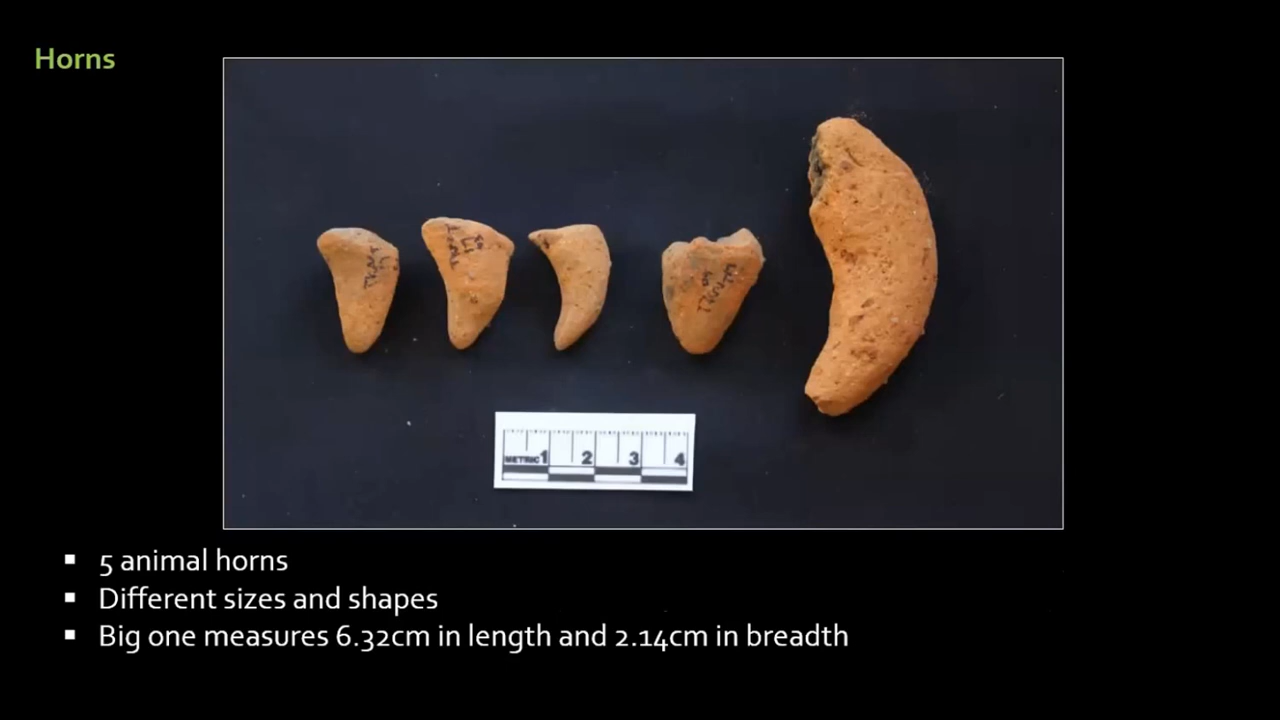 Horns
METRIC 1 2 3 4
5 animal horns
Different sizes and shapes
Big one measures 6.32cm in length and 2.14cm in breadth